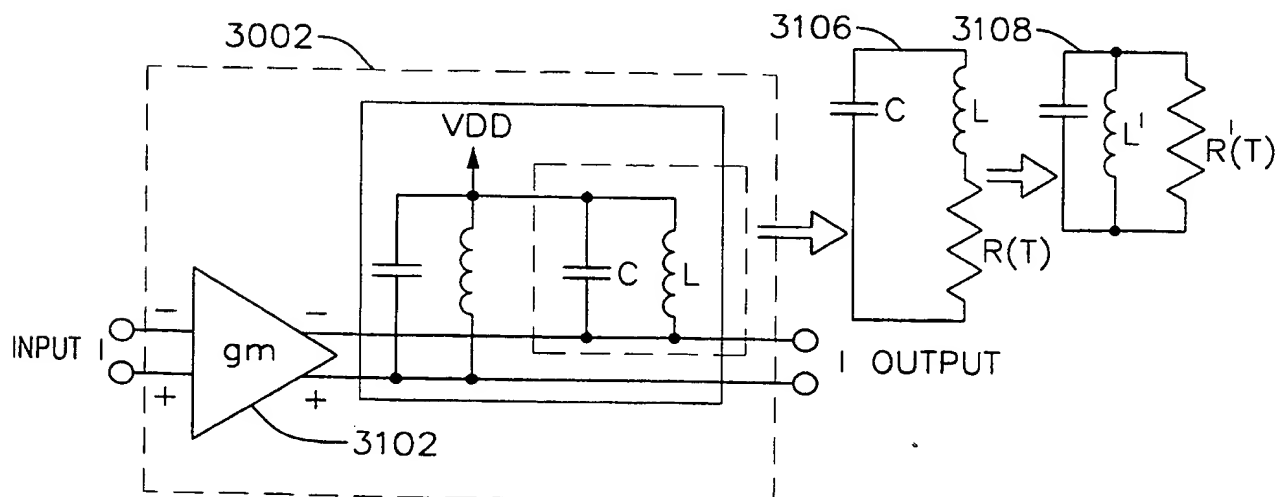 3002
3106
3108
VDD
C
L
C
L
R(T)
L'
R'(T)
INPUT
−
+
gm
−
+
OUTPUT
3102